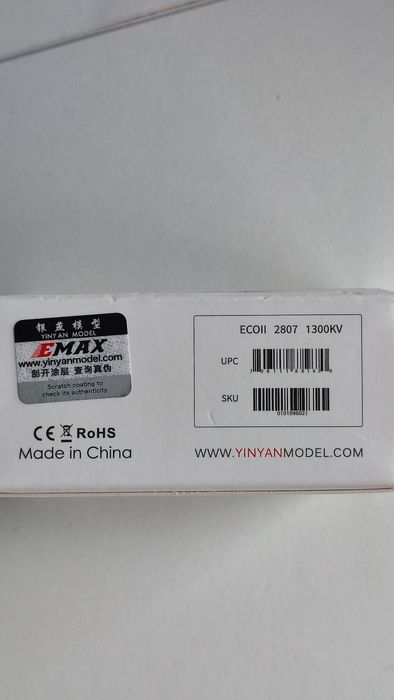 银燕模型
YINYAN MODEL
EMAX
www.yinyanmodel.com
刮开涂层 查询真伪
Scratch coating to
check its authenticity
CE RoHS
Made in China
ECOII 2807 1300KV
UPC
SKU
0101096021
WWW.YINYANMODEL.COM